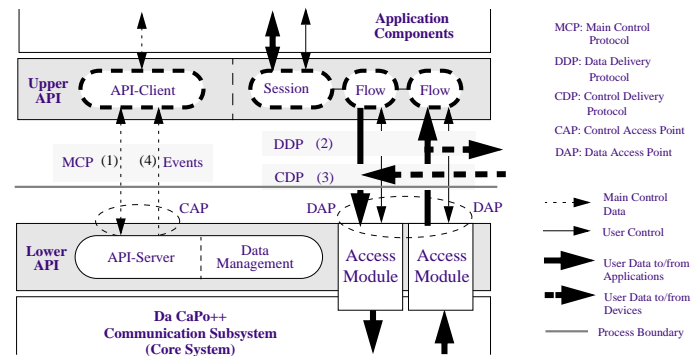 Application
Components
Upper
API
API-Client
Session
Flow
Flow
MCP (1)
(4) Events
DDP (2)
CDP (3)
CAP
DAP
DAP
Lower
API
API-Server
Data
Management
Access
Module
Access
Module
Da CaPo++
Communication Subsystem
(Core System)
MCP: Main Control
Protocol
DDP: Data Delivery
Protocol
CDP: Control Delivery
Protocol
CAP: Control Access Point
DAP: Data Access Point
Main Control
Data
User Control
User Data to/from
Applications
User Data to/from
Devices
Process Boundary